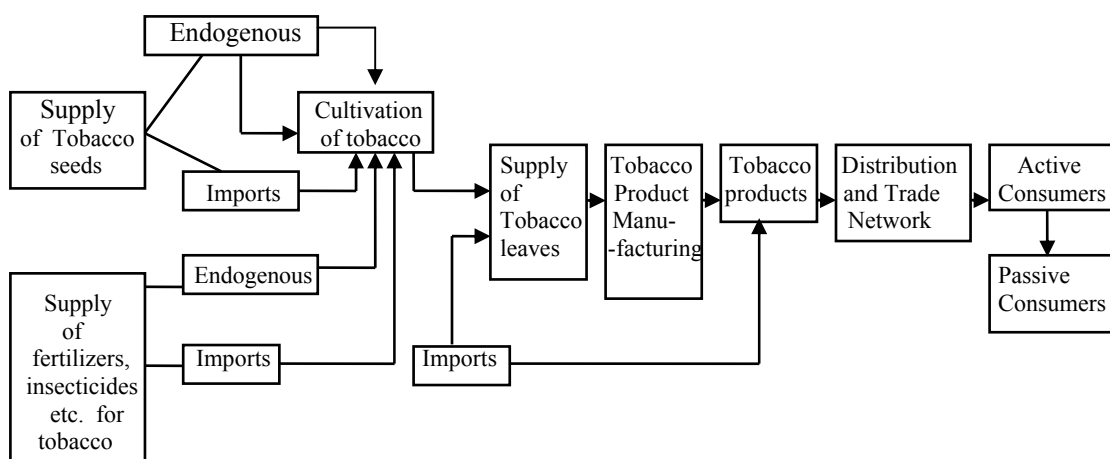 Endogenous
Supply
of Tobacco
seeds
Imports
Cultivation
of tobacco
Supply
of
fertilizers,
insecticides
etc. for
tobacco
Endogenous
Imports
Supply
of
Tobacco
leaves
Imports
Tobacco
Product
Manu-
-facturing
Tobacco
products
Distribution
and Trade
Network
Active
Consumers
Passive
Consumers